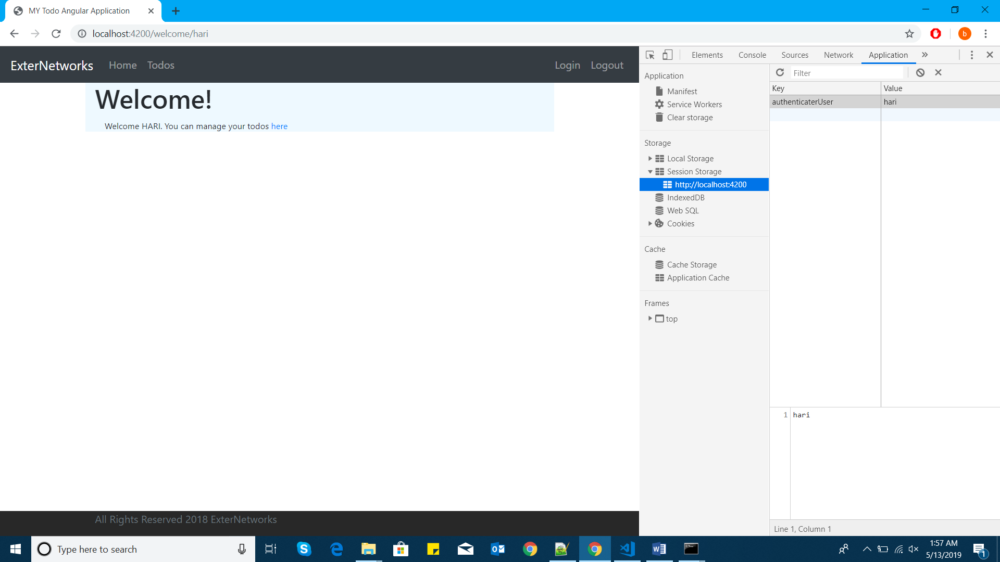 MY Todo Angular Application
localhost:4200/welcome/hari
b
ExterNetworks Home Todos Login Logout
Welcome!
Welcome HARI. You can manage your todos here
All Rights Reserved 2018 ExterNetworks
Elements Console Sources Network Application
Application
Manifest
Service Workers
Clear storage
Storage
Local Storage
Session Storage
http://localhost:4200
IndexedDB
Web SQL
Cookies
Cache
Cache Storage
Application Cache
Frames
top
Filter
Key Value
authenticaterUser hari
1 hari
Line 1, Column 1
Type here to search
1:57 AM
5/13/2019
1